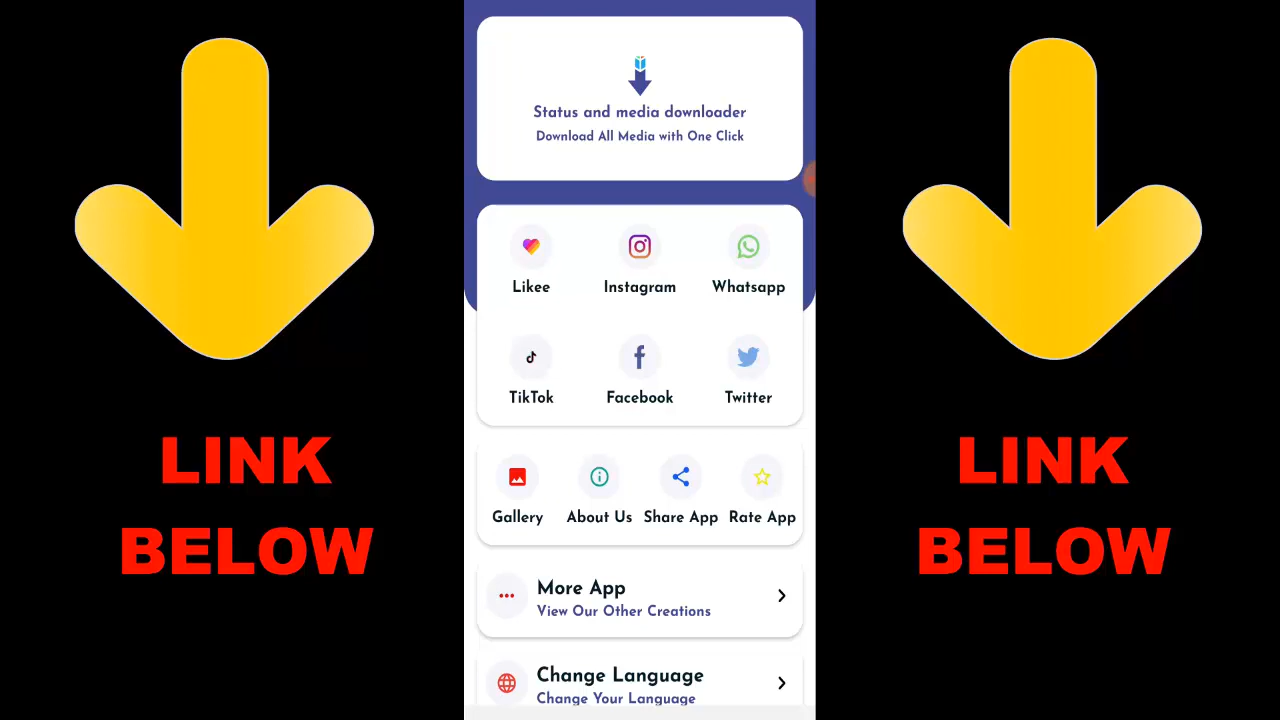 Status and media downloader
Download All Media with One Click
Likee
Instagram
Whatsapp
TikTok
Facebook
Twitter
Gallery
About Us
Share App
Rate App
More App
View Our Other Creations
Change Language
Change Your Language
LINK
BELOW
LINK
BELOW